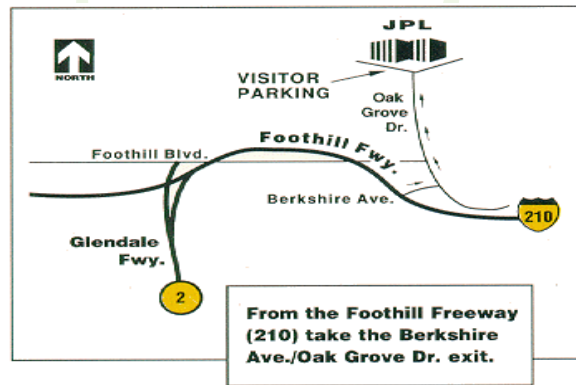 JPL
NORTH
VISITOR
PARKING
Oak
Grove
Dr.
Foothill Fwy.
Foothill Blvd.
Berkshire Ave.
210
Glendale
Fwy.
2
From the Foothill Freeway
(210) take the Berkshire
Ave./Oak Grove Dr. exit.